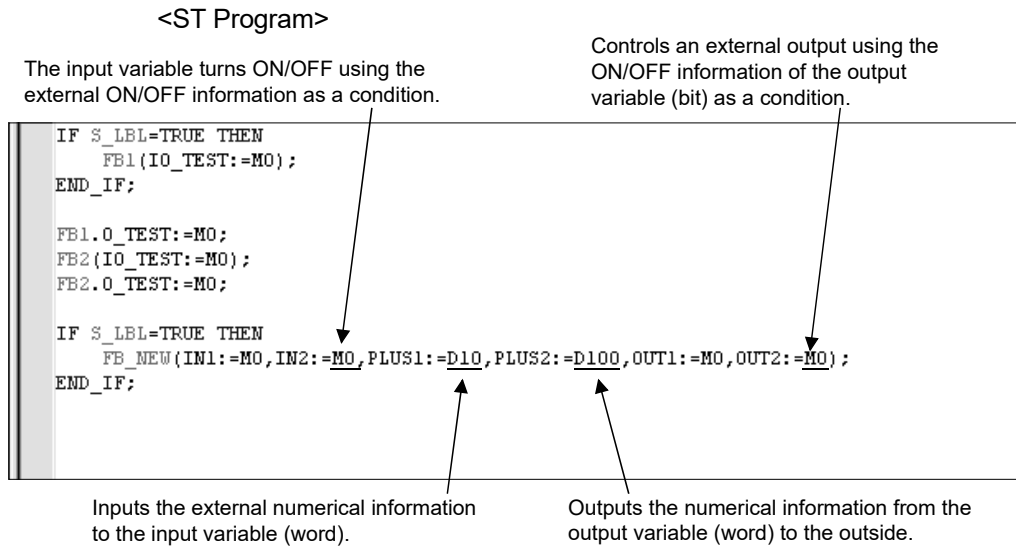 <ST Program>
The input variable turns ON/OFF using the
external ON/OFF information as a condition.
Controls an external output using the
ON/OFF information of the output
variable (bit) as a condition.
IF S_LBL=TRUE THEN
FB1(IO_TEST:=M0);
END_IF;
FB1.O_TEST:=M0;
FB2(IO_TEST:=M0);
FB2.O_TEST:=M0;
IF S_LBL=TRUE THEN
FB_NEW(IN1:=M0,IN2:=M0,PLUS1:=D10,PLUS2:=D100,OUT1:=M0,OUT2:=M0);
END_IF;
Inputs the external numerical information
to the input variable (word).
Outputs the numerical information from the
output variable (word) to the outside.